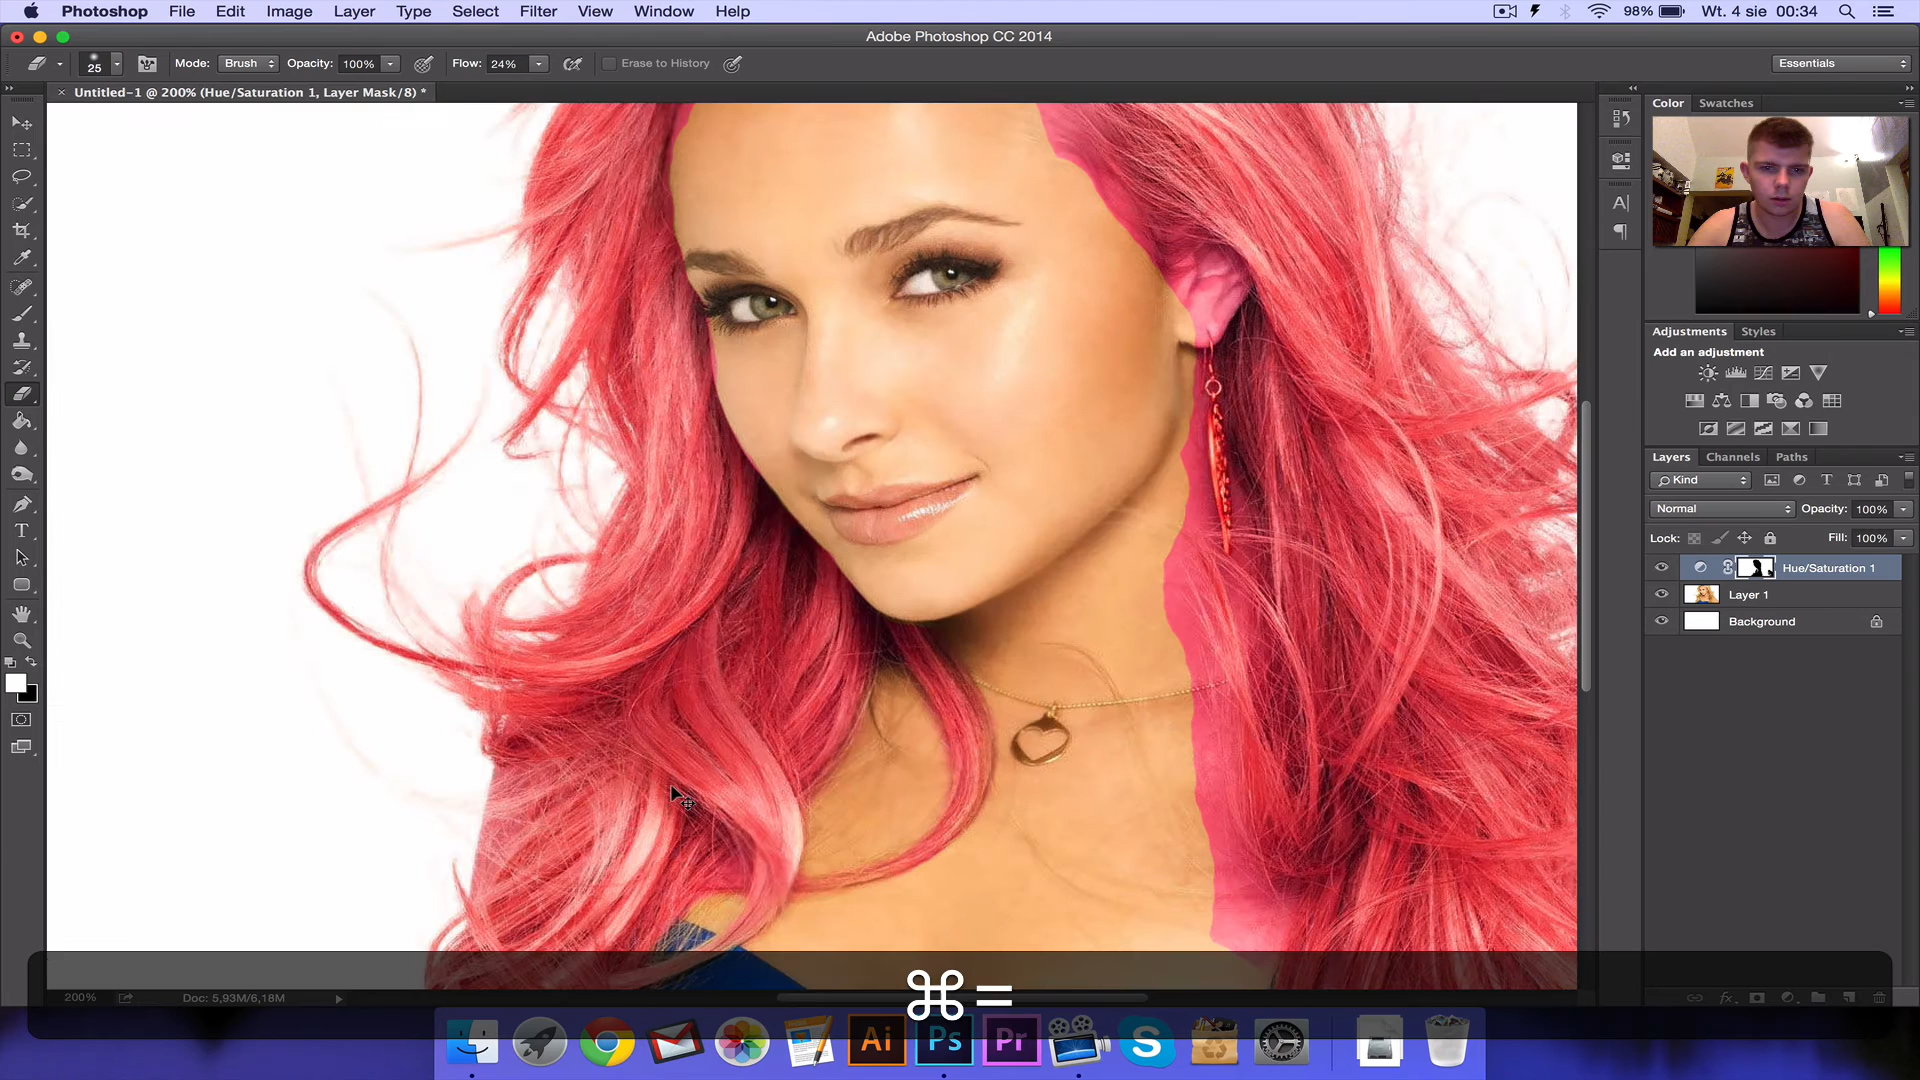 Photoshop File Edit Image Layer Type Select Filter View Window Help 98% Wt. 4 sie 00:34
Adobe Photoshop CC 2014
25 Mode: Brush Opacity: 100% Flow: 24% Erase to History Essentials
× Untitled-1 @ 200% (Hue/Saturation 1, Layer Mask/8) *
Color Swatches
Adjustments Styles
Add an adjustment
Layers Channels Paths
Kind
Normal Opacity: 100%
Lock: Fill: 100%
Hue/Saturation 1
Layer 1
Background
200% Doc: 5,93M/6,18M
⌘=
Ai Ps Pr S